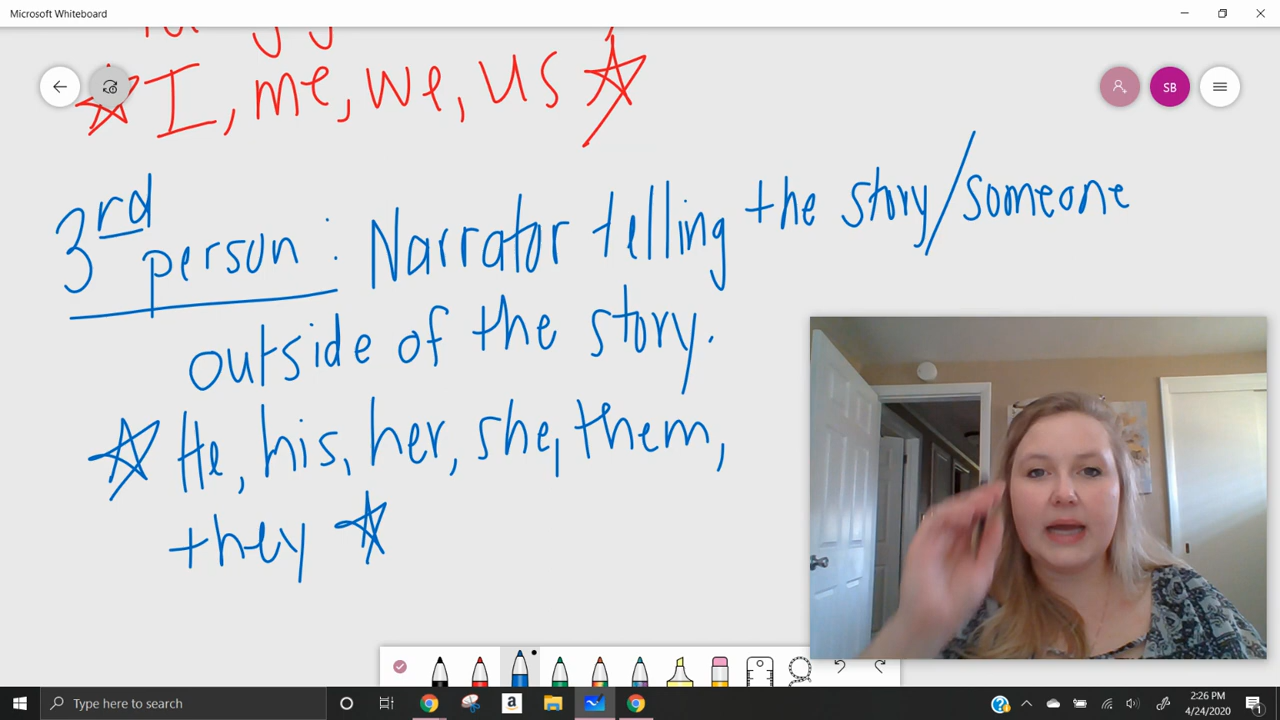 Microsoft Whiteboard
I, me, we, us
SB
3rd person: Narrator telling the story/someone
outside of the story.
He, his, her, she, them,
they
Type here to search
2:26 PM
4/24/2020